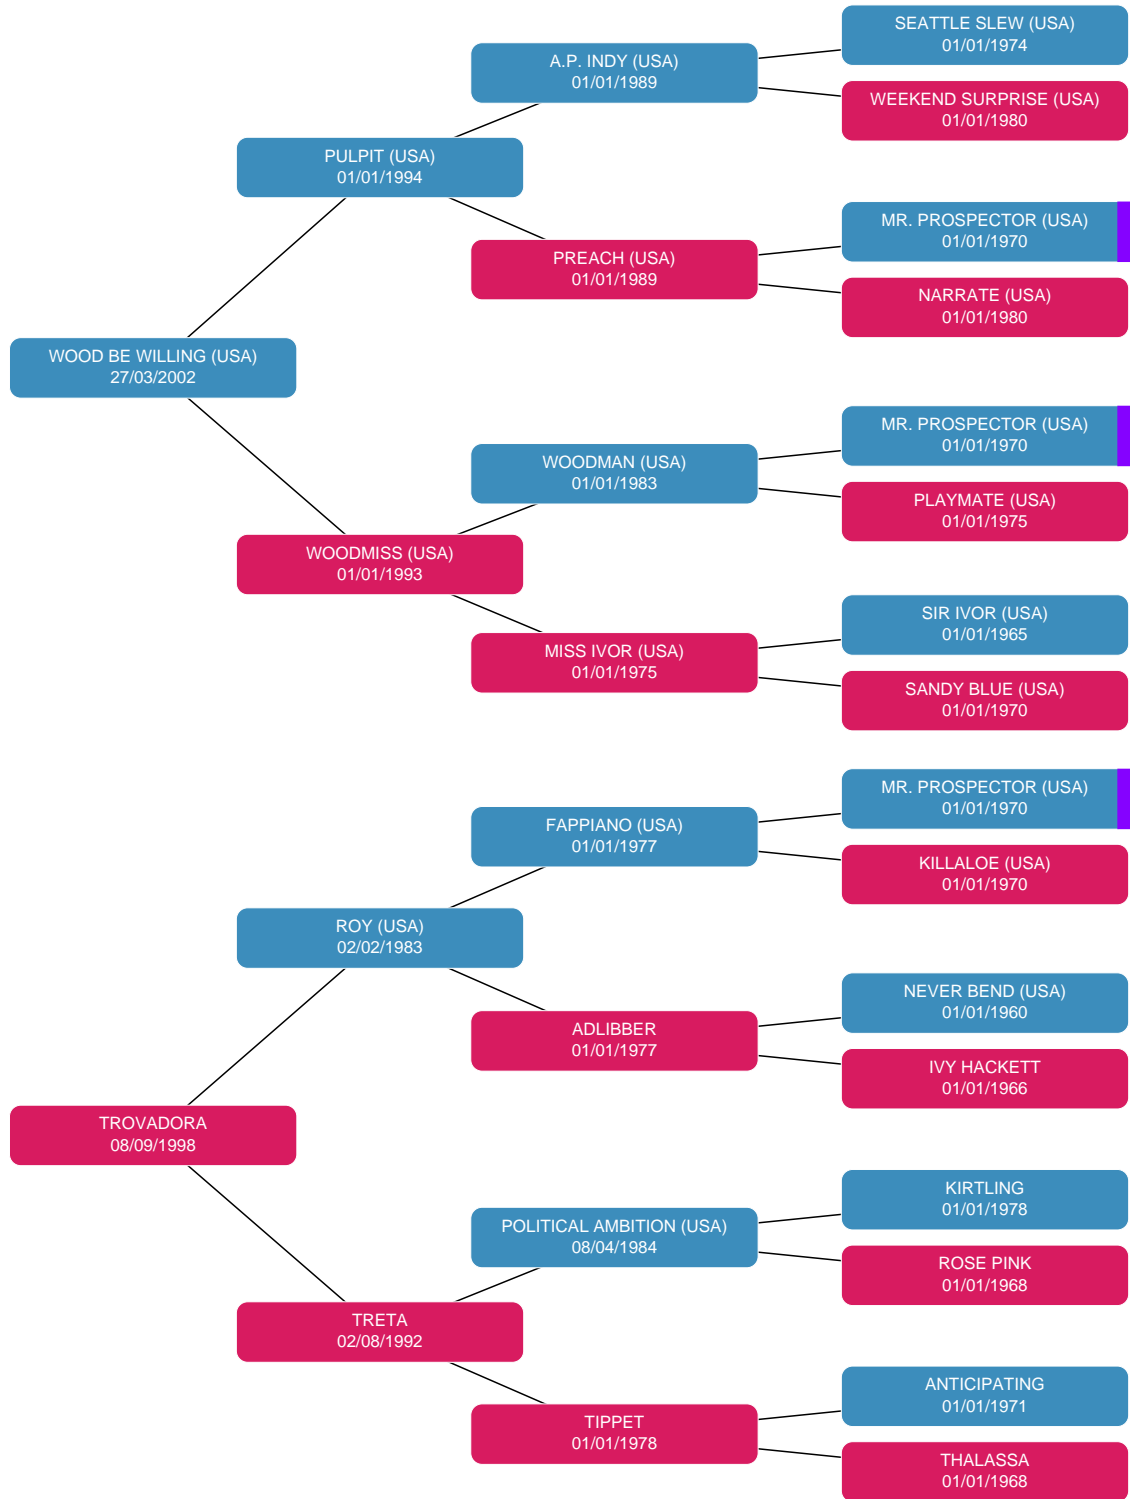 SEATTLE SLEW (USA)
01/01/1974
A.P. INDY (USA)
01/01/1989
WEEKEND SURPRISE (USA)
01/01/1980
PULPIT (USA)
01/01/1994
MR. PROSPECTOR (USA)
01/01/1970
PREACH (USA)
01/01/1989
NARRATE (USA)
01/01/1980
WOOD BE WILLING (USA)
27/03/2002
MR. PROSPECTOR (USA)
01/01/1970
WOODMAN (USA)
01/01/1983
PLAYMATE (USA)
01/01/1975
WOODMISS (USA)
01/01/1993
SIR IVOR (USA)
01/01/1965
MISS IVOR (USA)
01/01/1975
SANDY BLUE (USA)
01/01/1970
MR. PROSPECTOR (USA)
01/01/1970
FAPPIANO (USA)
01/01/1977
KILLALOE (USA)
01/01/1970
ROY (USA)
02/02/1983
NEVER BEND (USA)
01/01/1960
ADLIBBER
01/01/1977
IVY HACKETT
01/01/1966
TROVADORA
08/09/1998
KIRTLING
01/01/1978
POLITICAL AMBITION (USA)
08/04/1984
ROSE PINK
01/01/1968
TRETA
02/08/1992
ANTICIPATING
01/01/1971
TIPPET
01/01/1978
THALASSA
01/01/1968